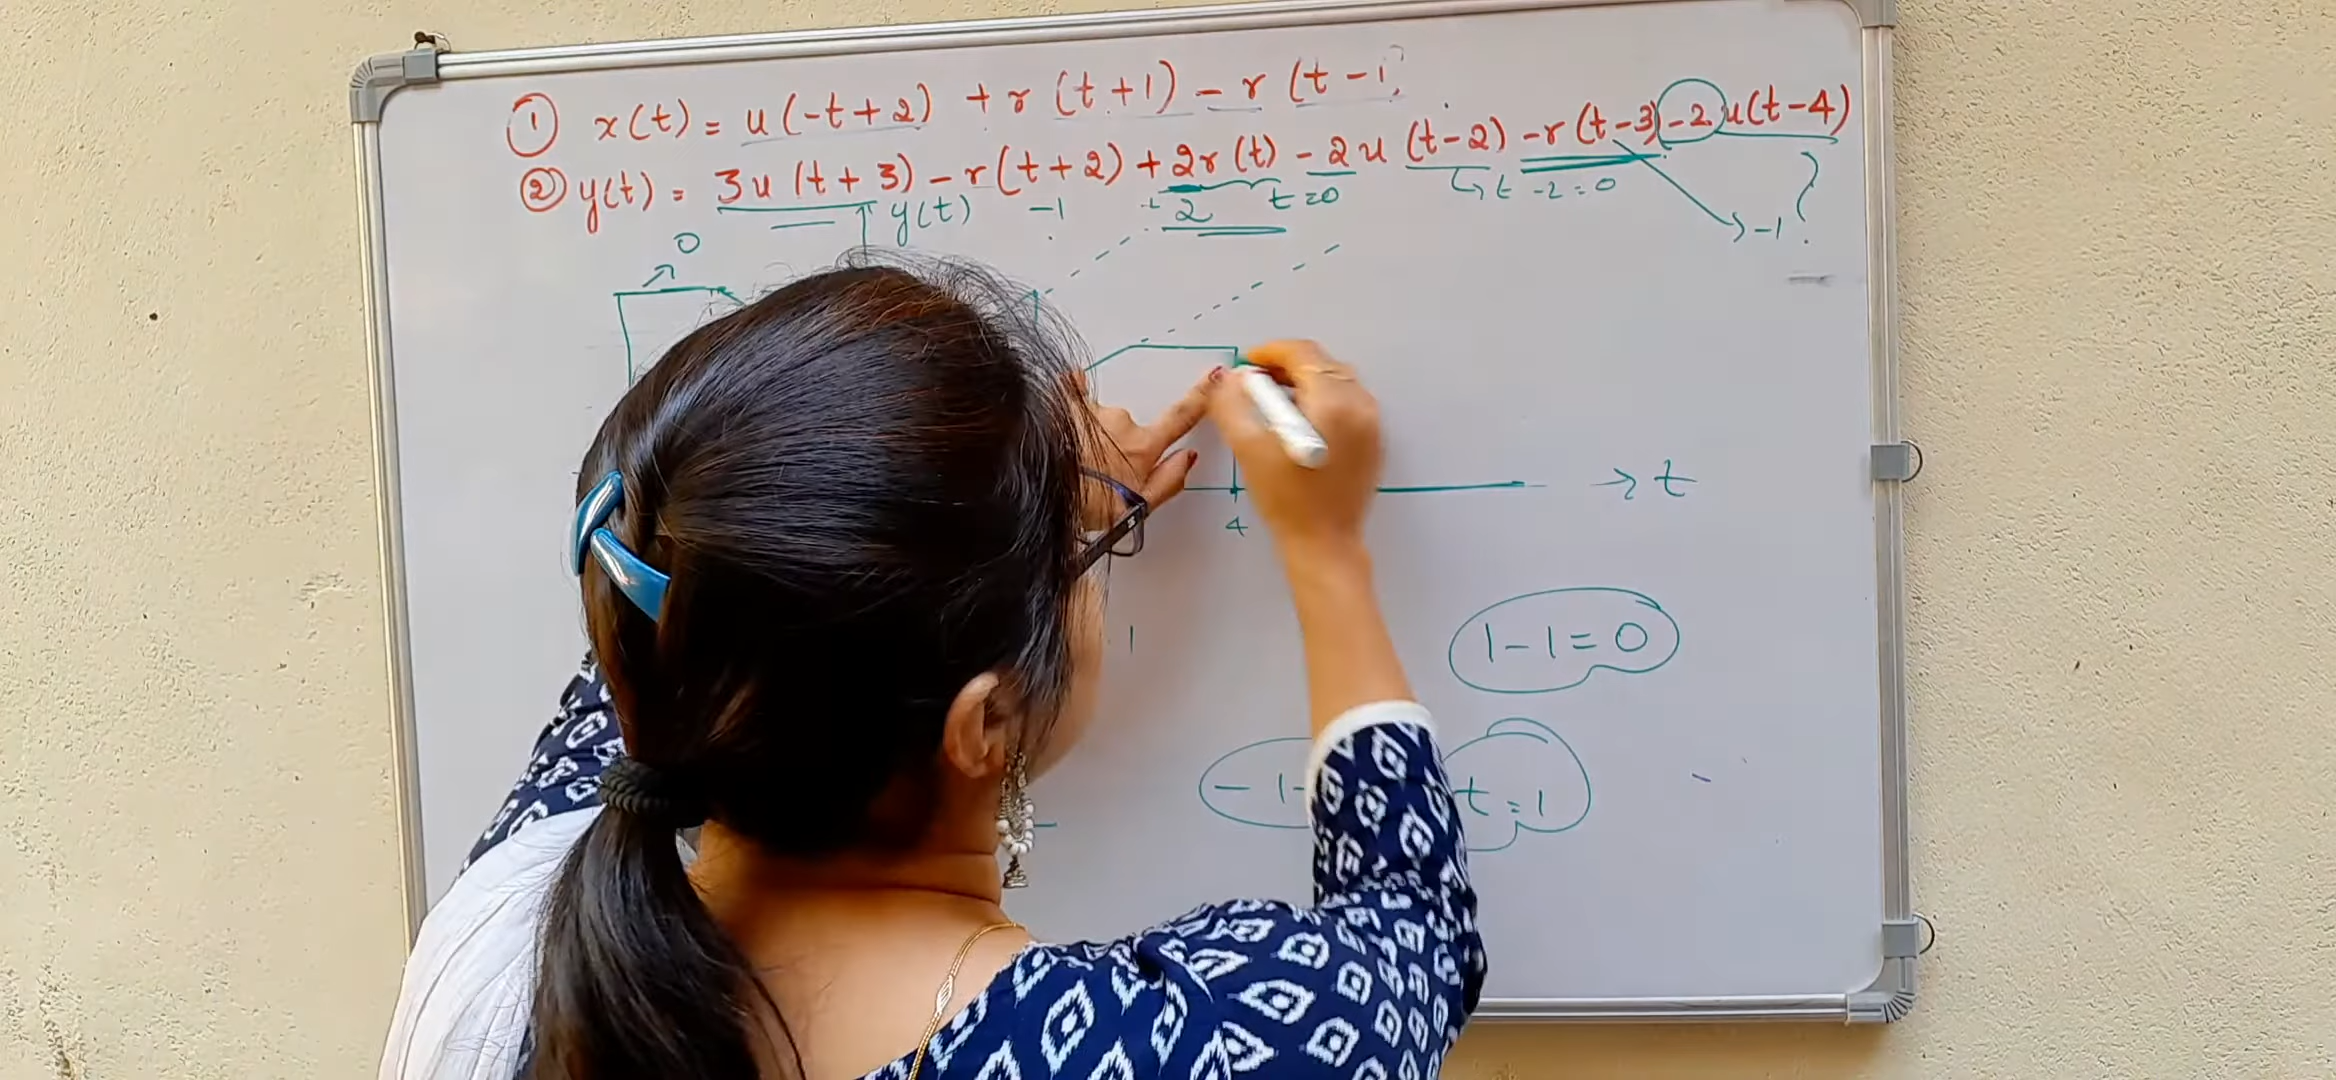 ① x(t) = u(-t+2) + r(t+1) - r(t-1)
② y(t) = 3u(t+3) - r(t+2) + 2r(t) - 2u(t-2) - r(t-3) - 2u(t-4)
y(t) -1 2 t=0 ↳ t-2=0 → -1 ?
0
→ t
4
1
1-1=0
-1- t=1